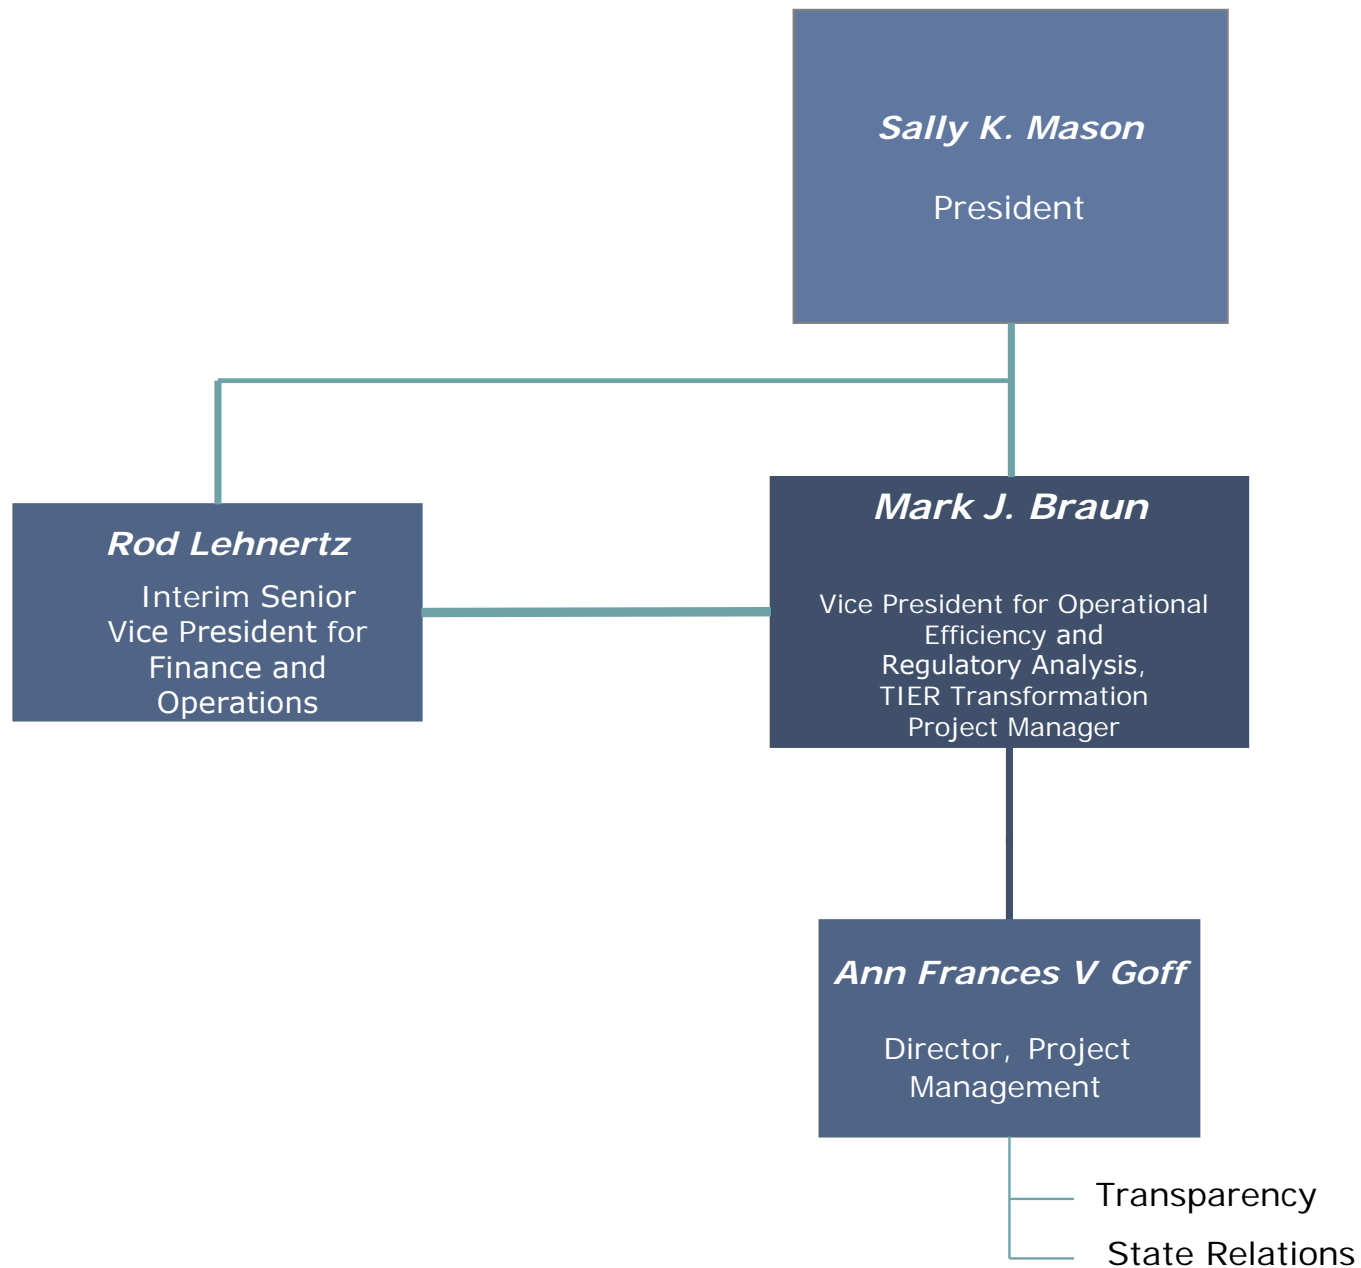 Sally K. Mason
President
Rod Lehnertz
Interim Senior
Vice President for
Finance and
Operations
Mark J. Braun
Vice President for Operational
Efficiency and
Regulatory Analysis,
TIER Transformation
Project Manager
Ann Frances V Goff
Director, Project
Management
Transparency
State Relations